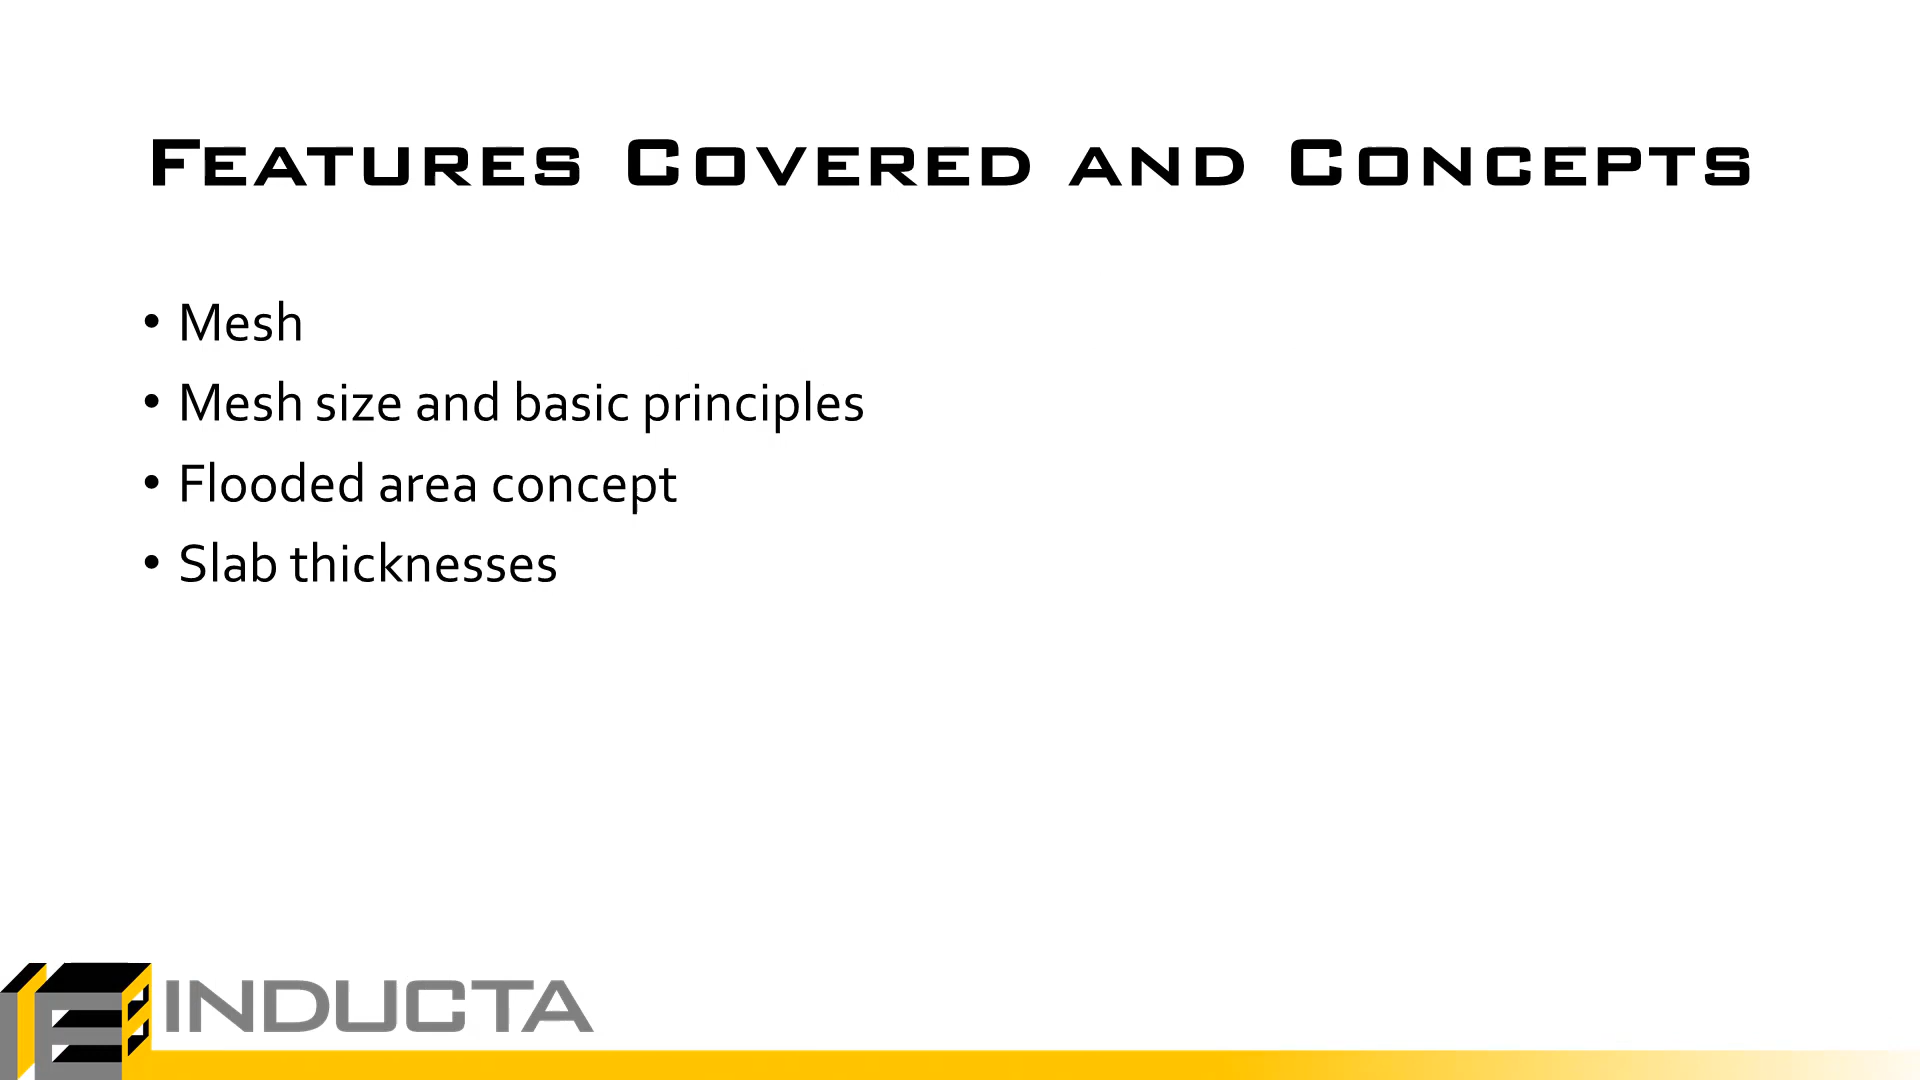 Features Covered and Concepts
• Mesh
• Mesh size and basic principles
• Flooded area concept
• Slab thicknesses
INDUCTA